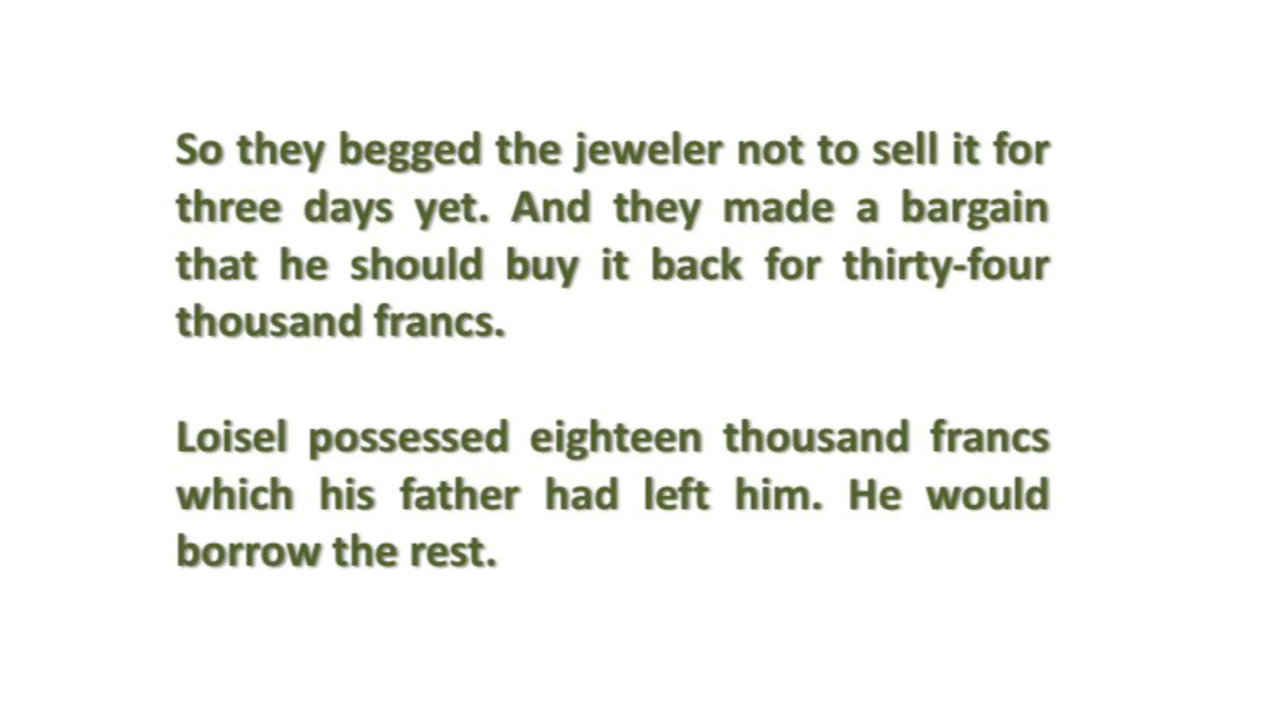 So they begged the jeweler not to sell it for
three days yet. And they made a bargain
that he should buy it back for thirty-four
thousand francs.
Loisel possessed eighteen thousand francs
which his father had left him. He would
borrow the rest.